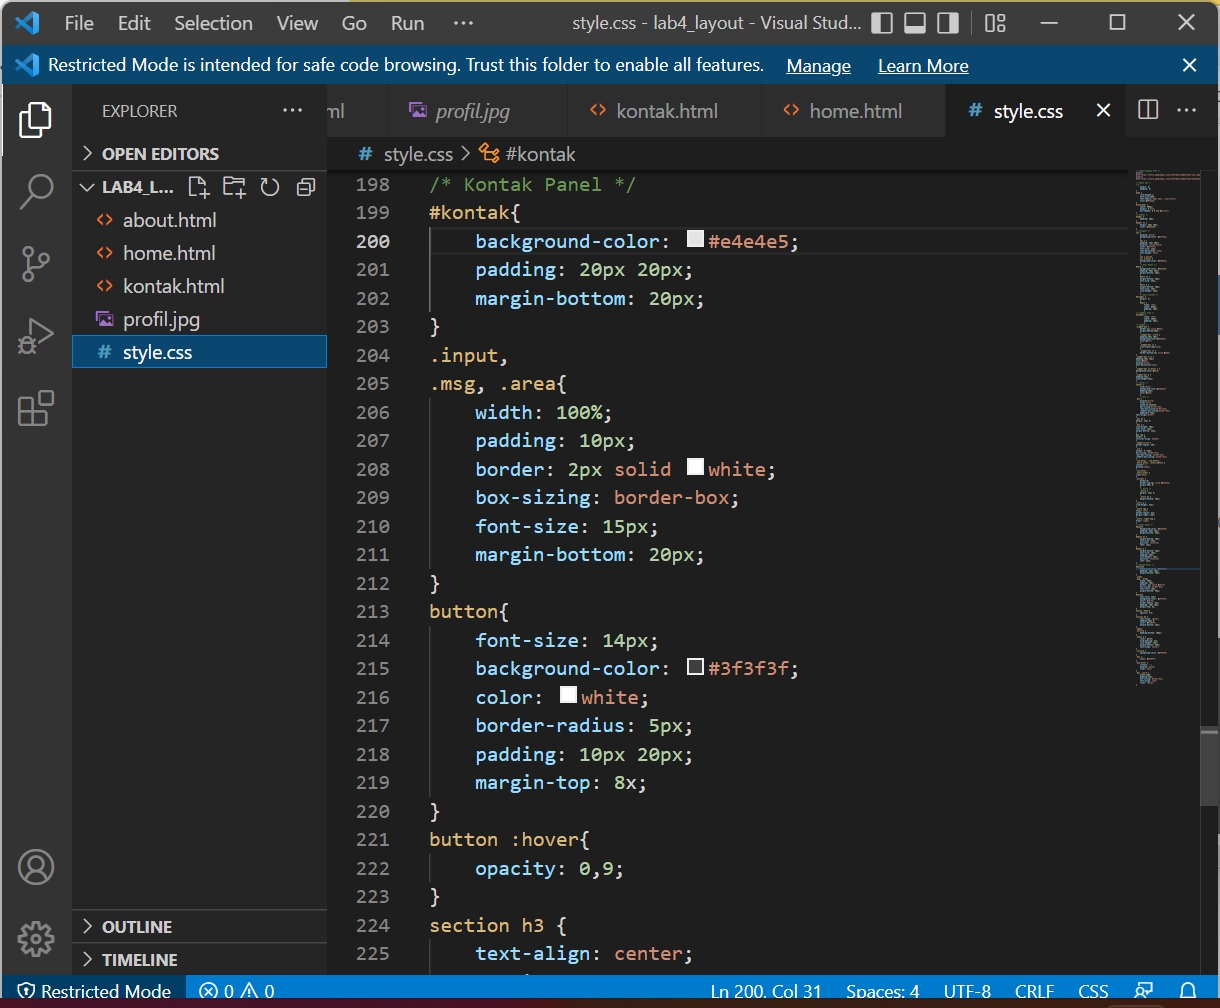 File Edit Selection View Go Run ··· style.css - lab4_layout - Visual Stud...
Restricted Mode is intended for safe code browsing. Trust this folder to enable all features. Manage Learn More
EXPLORER ···
OPEN EDITORS
LAB4_L...
about.html
home.html
kontak.html
profil.jpg
# style.css
OUTLINE
TIMELINE
ml profil.jpg kontak.html home.html # style.css ···
# style.css > #kontak
198 /* Kontak Panel */
199 #kontak{
200 background-color: #e4e4e5;
201 padding: 20px 20px;
202 margin-bottom: 20px;
203 }
204 .input,
205 .msg, .area{
206 width: 100%;
207 padding: 10px;
208 border: 2px solid white;
209 box-sizing: border-box;
210 font-size: 15px;
211 margin-bottom: 20px;
212 }
213 button{
214 font-size: 14px;
215 background-color: #3f3f3f;
216 color: white;
217 border-radius: 5px;
218 padding: 10px 20px;
219 margin-top: 8x;
220 }
221 button :hover{
222 opacity: 0,9;
223 }
224 section h3 {
225 text-align: center;
Restricted Mode 0 0 Ln 200, Col 31 Spaces: 4 UTF-8 CRLF CSS